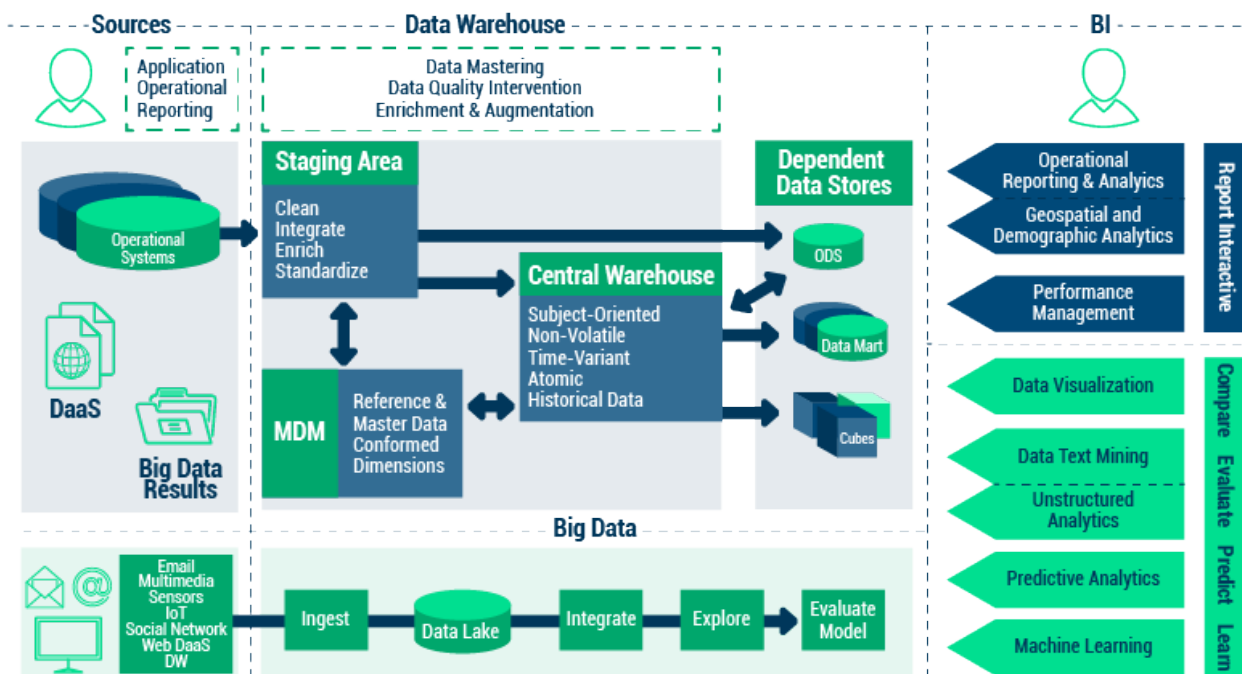 Sources
Data Warehouse
BI
Application
Operational
Reporting
Data Mastering
Data Quality Intervention
Enrichment & Augmentation
Operational
Systems
DaaS
Big Data
Results
Staging Area
Clean
Integrate
Enrich
Standardize
MDM
Reference &
Master Data
Conformed
Dimensions
Central Warehouse
Subject-Oriented
Non-Volatile
Time-Variant
Atomic
Historical Data
Dependent
Data Stores
ODS
Data Mart
Cubes
Operational
Reporting & Analyics
Geospatial and
Demographic Analytics
Performance
Management
Report Interactive
Data Visualization
Data Text Mining
Unstructured
Analytics
Predictive Analytics
Machine Learning
Compare Evaluate Predict Learn
Big Data
Email
Multimedia
Sensors
IoT
Social Network
Web DaaS
DW
Ingest
Data Lake
Integrate
Explore
Evaluate
Model